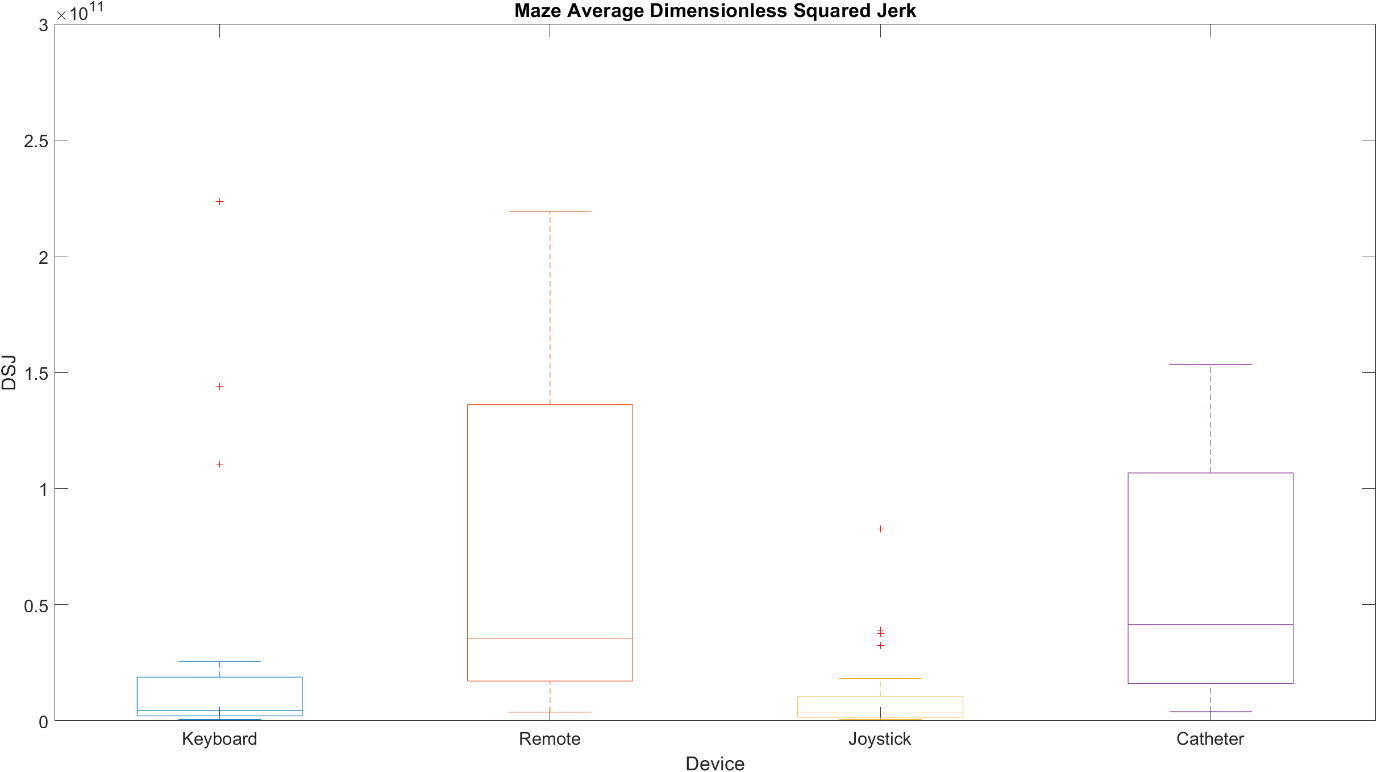 Maze Average Dimensionless Squared Jerk
×10¹¹
3
2.5
2
1.5
1
0.5
0
DSJ
Keyboard Remote Joystick Catheter
Device